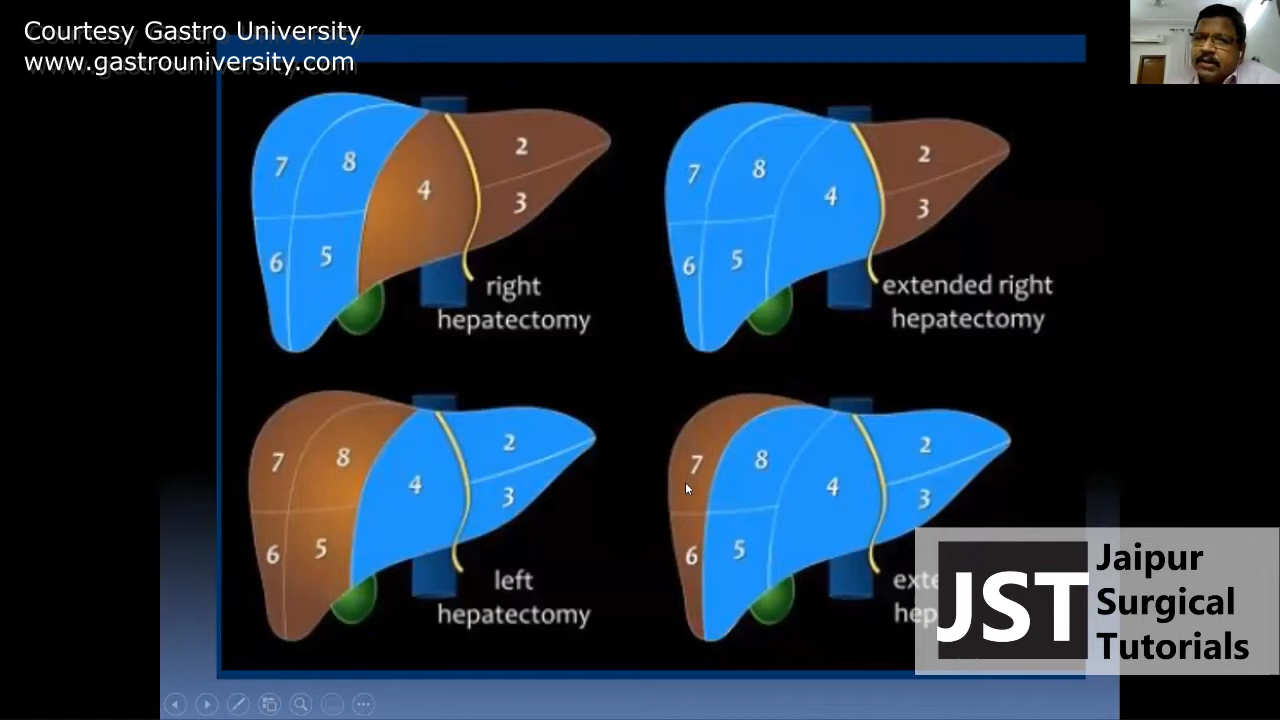 Courtesy Gastro University
www.gastrouniversity.com
7
8
4
2
3
6
5
right
hepatectomy
7
8
4
2
3
6
5
extended right
hepatectomy
7
8
4
2
3
6
5
left
hepatectomy
7
8
4
2
3
6
5
JST
Jaipur
Surgical
Tutorials